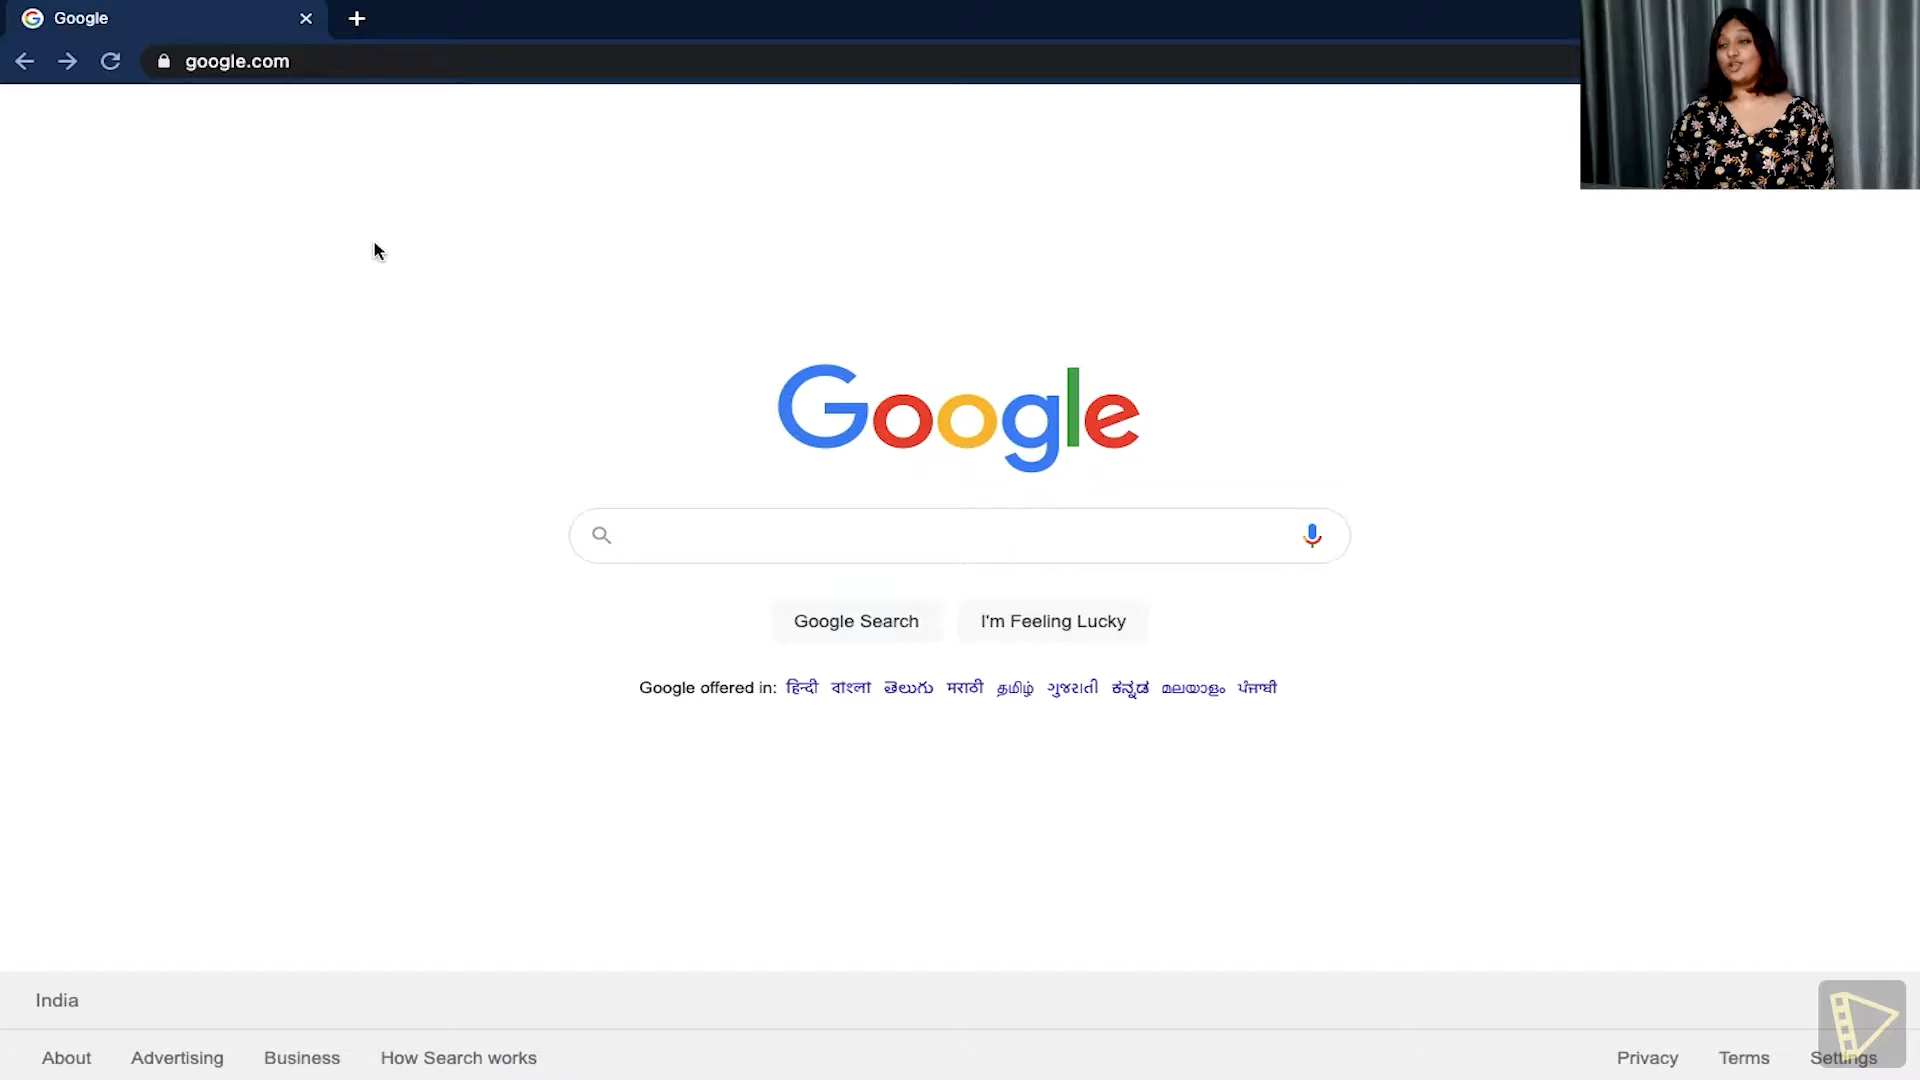 Google
google.com
Google
Google Search
I'm Feeling Lucky
Google offered in: हिन्दी বাংলা తెలుగు मराठी தமிழ் ગુજરાતી ಕನ್ನಡ മലയാളം ਪੰਜਾਬੀ
India
About Advertising Business How Search works
Privacy Terms Settings